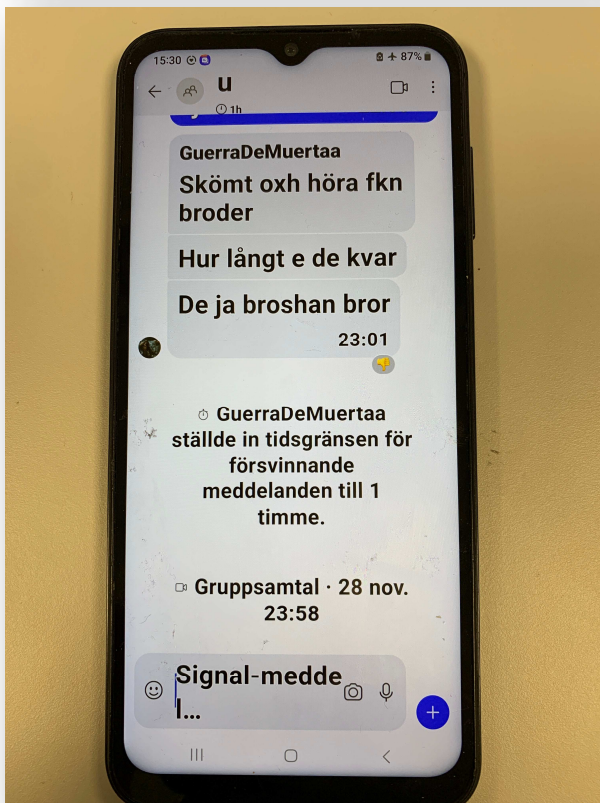 15:30 87%
u
1h
GuerraDeMuertaa
Skömt oxh höra fkn
broder
Hur långt e de kvar
De ja broshan bror
23:01
GuerraDeMuertaa
ställde in tidsgränsen för
försvinnande
meddelanden till 1
timme.
Gruppsamtal · 28 nov.
23:58
Signal-medde
l...